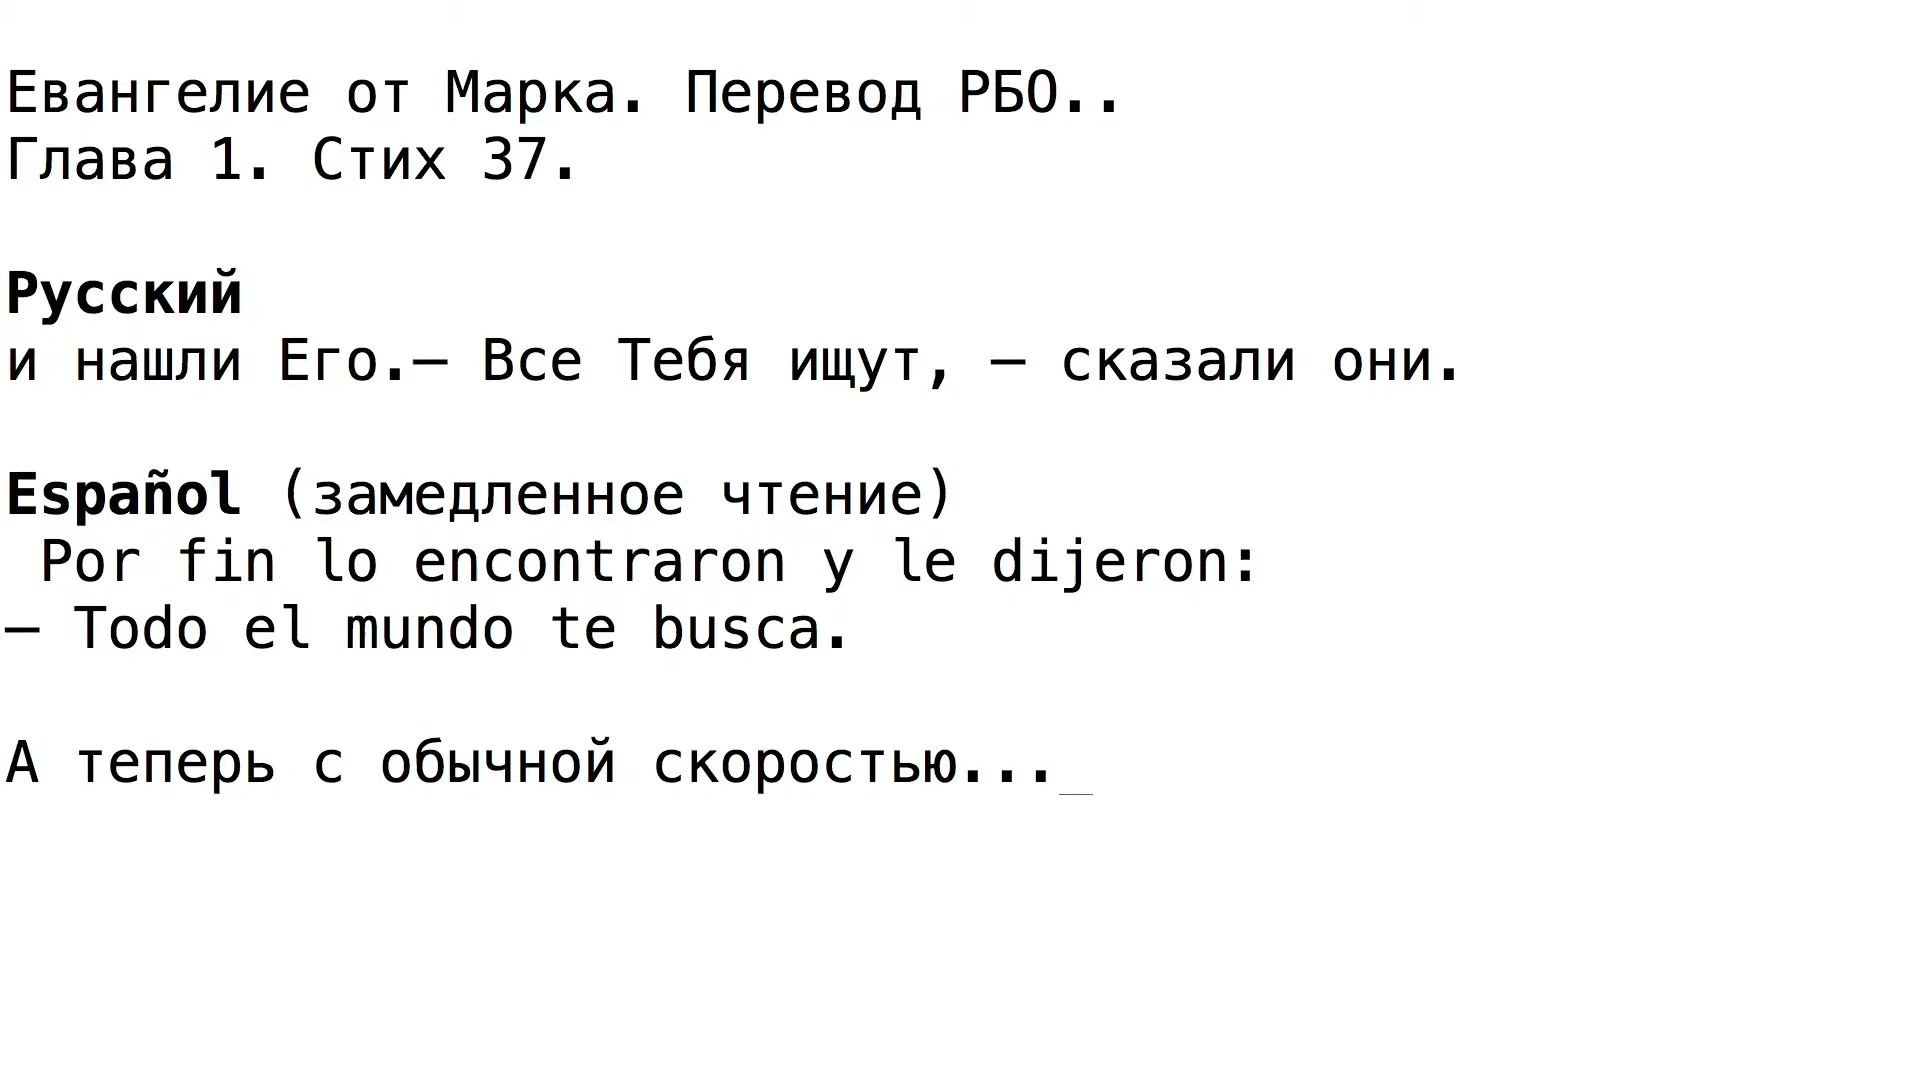 Евангелие от Марка. Перевод РБО..
Глава 1. Стих 37.
Русский
и нашли Его.— Все Тебя ищут, — сказали они.
Español (замедленное чтение)
Por fin lo encontraron y le dijeron:
— Todo el mundo te busca.
А теперь с обычной скоростью..._